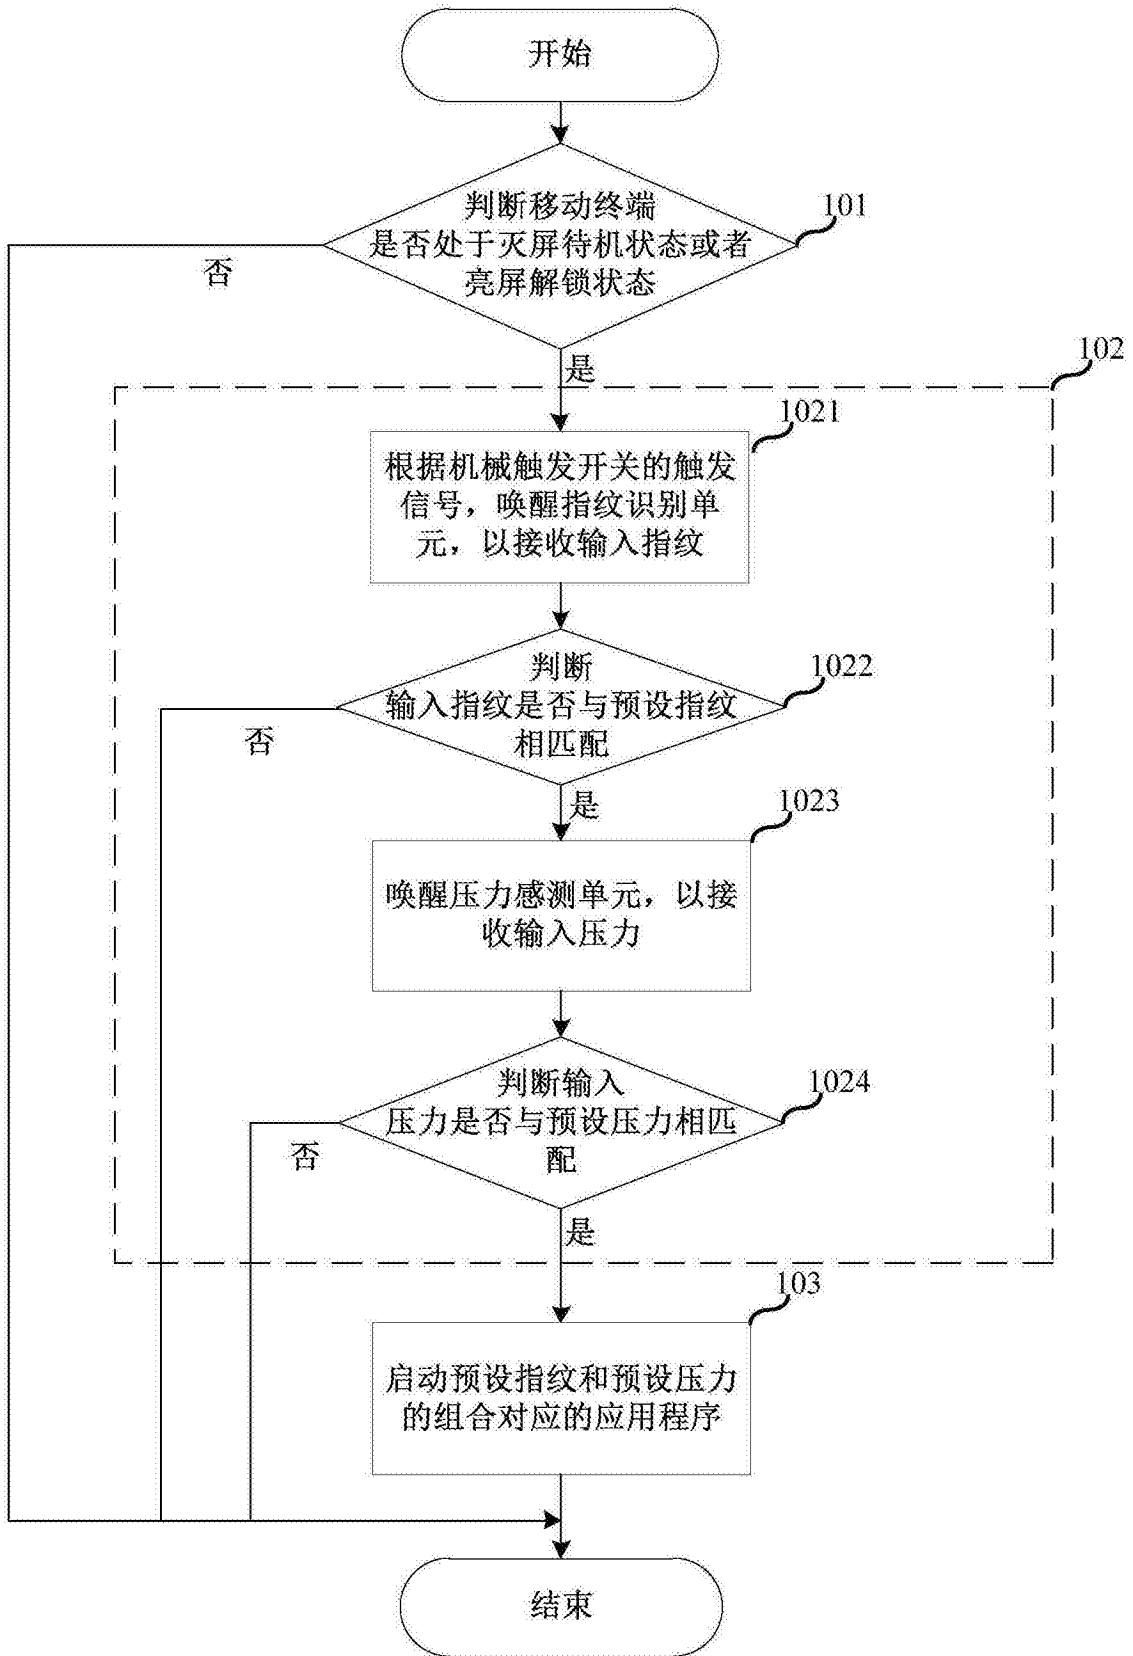 开始
判断移动终端
是否处于灭屏待机状态或者
亮屏解锁状态
101
否
是
102
1021
根据机械触发开关的触发
信号，唤醒指纹识别单
元，以接收输入指纹
判断
输入指纹是否与预设指纹
相匹配
1022
否
是
1023
唤醒压力感测单元，以接
收输入压力
判断输入
压力是否与预设压力相匹
配
1024
否
是
103
启动预设指纹和预设压力
的组合对应的应用程序
结束